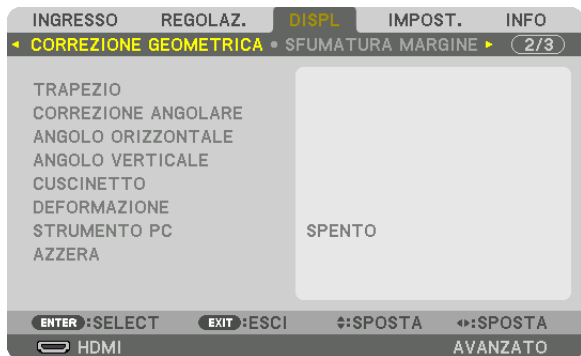 INGRESSO REGOLAZ. DISPL IMPOST. INFO
CORREZIONE GEOMETRICA • SFUMATURA MARGINE 2/3
TRAPEZIO
CORREZIONE ANGOLARE
ANGOLO ORIZZONTALE
ANGOLO VERTICALE
CUSCINETTO
DEFORMAZIONE
STRUMENTO PC SPENTO
AZZERA
ENTER:SELECT EXIT:ESCI :SPOSTA :SPOSTA
HDMI AVANZATO